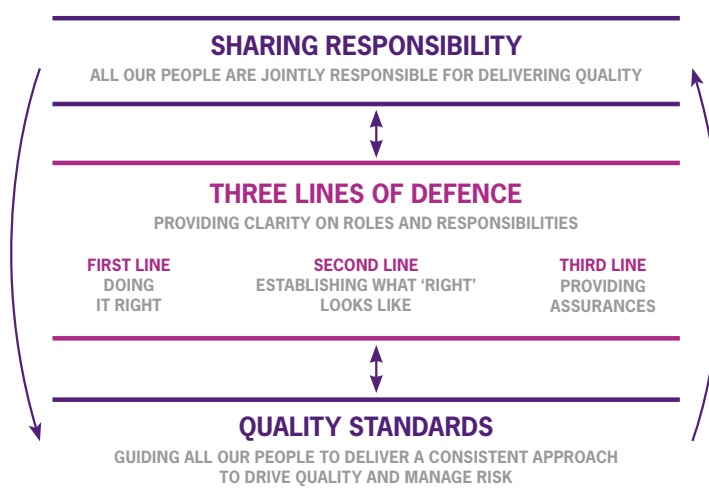 SHARING RESPONSIBILITY
ALL OUR PEOPLE ARE JOINTLY RESPONSIBLE FOR DELIVERING QUALITY
THREE LINES OF DEFENCE
PROVIDING CLARITY ON ROLES AND RESPONSIBILITIES
FIRST LINE
DOING
IT RIGHT
SECOND LINE
ESTABLISHING WHAT ‘RIGHT’
LOOKS LIKE
THIRD LINE
PROVIDING
ASSURANCES
QUALITY STANDARDS
GUIDING ALL OUR PEOPLE TO DELIVER A CONSISTENT APPROACH
TO DRIVE QUALITY AND MANAGE RISK